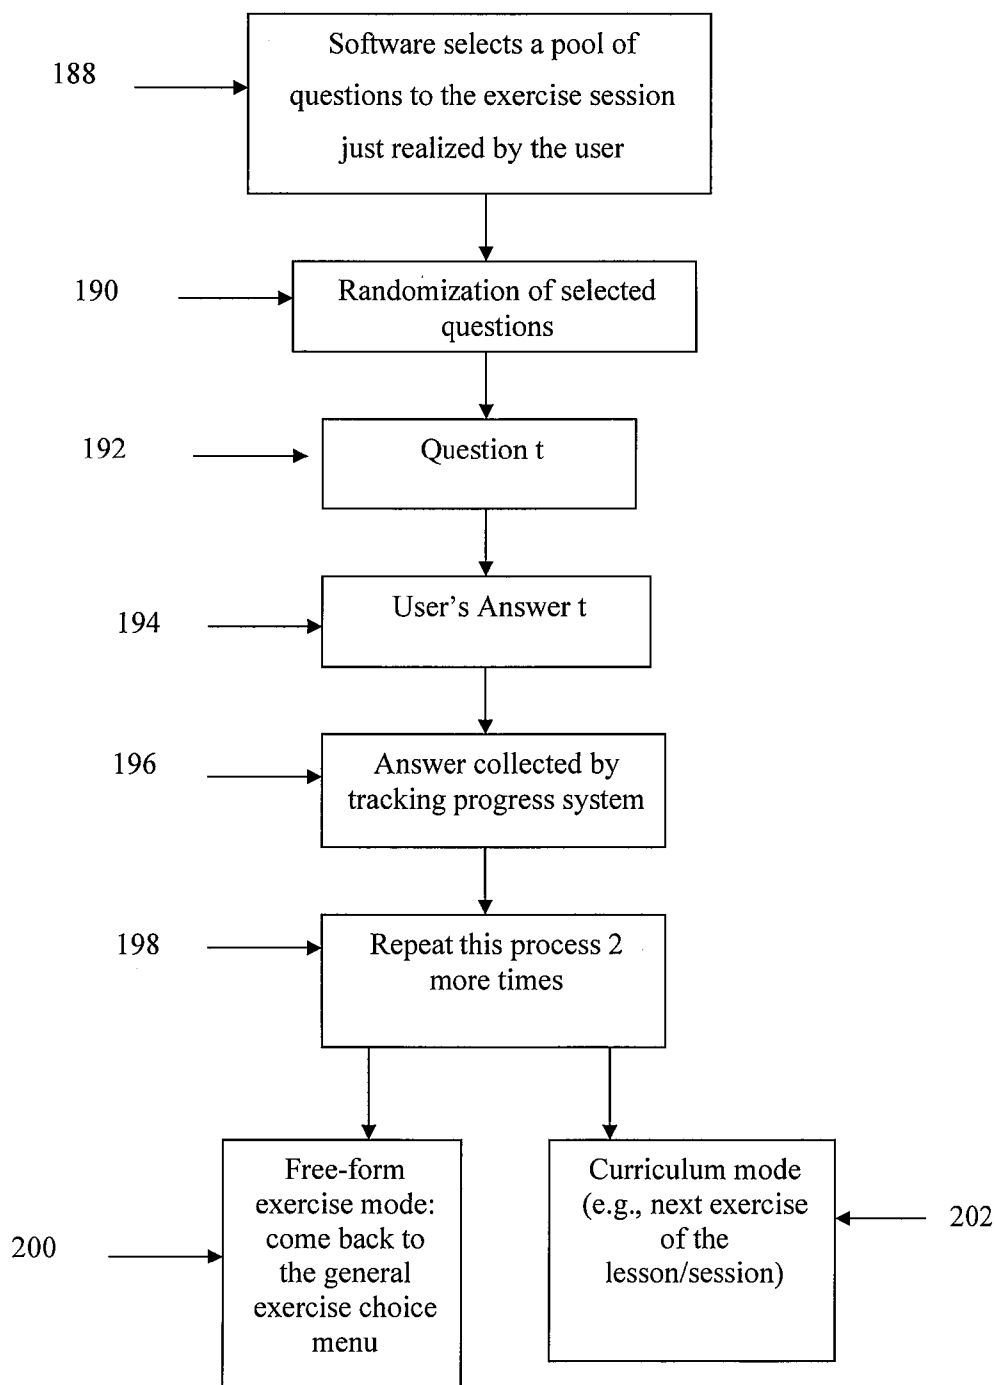 188
Software selects a pool of
questions to the exercise session
just realized by the user
190
Randomization of selected
questions
192
Question t
194
User's Answer t
196
Answer collected by
tracking progress system
198
Repeat this process 2
more times
200
Free-form
exercise mode:
come back to
the general
exercise choice
menu
Curriculum mode
(e.g., next exercise
of the
lesson/session)
202